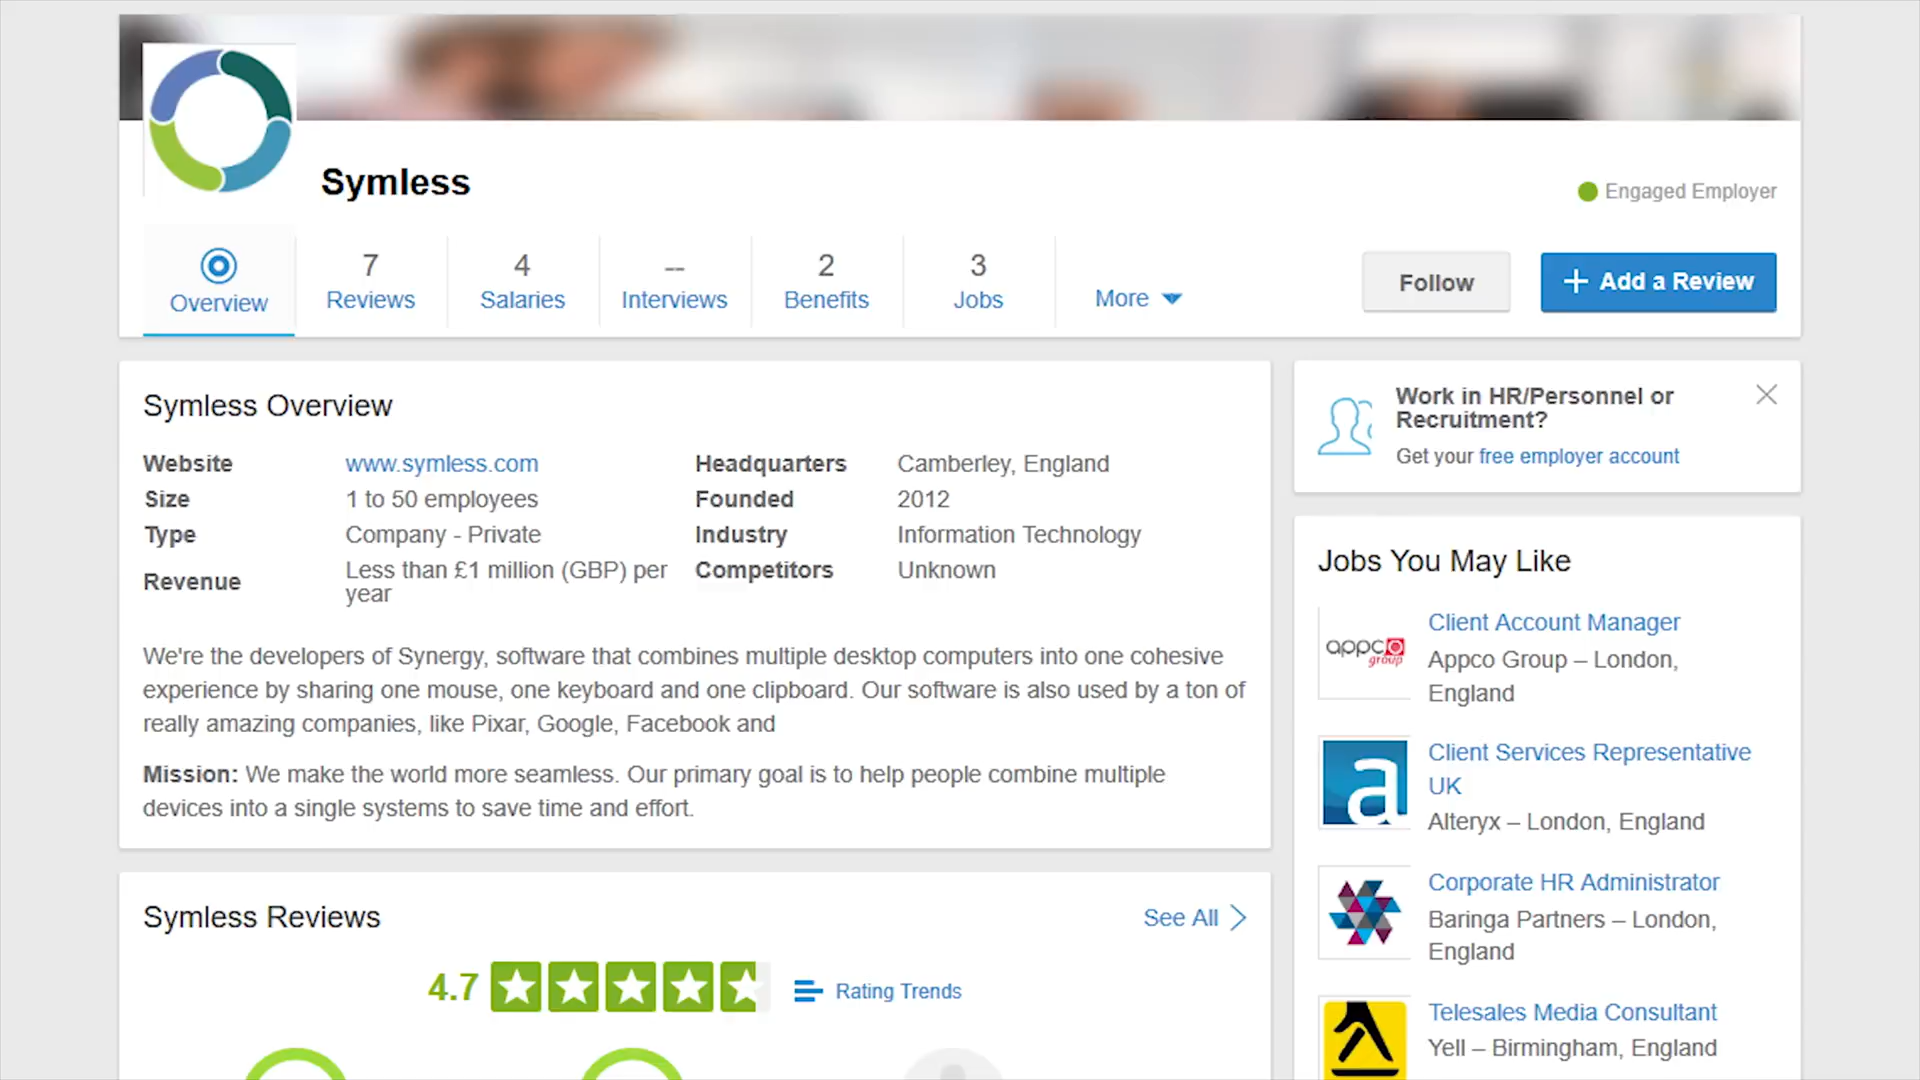 Symless
Engaged Employer
Overview
7
Reviews
4
Salaries
--
Interviews
2
Benefits
3
Jobs
More
Follow
+ Add a Review
Symless Overview
Website www.symless.com Headquarters Camberley, England
Size 1 to 50 employees Founded 2012
Type Company - Private Industry Information Technology
Revenue Less than £1 million (GBP) per
year
Competitors Unknown
We're the developers of Synergy, software that combines multiple desktop computers into one cohesive
experience by sharing one mouse, one keyboard and one clipboard. Our software is also used by a ton of
really amazing companies, like Pixar, Google, Facebook and
Mission: We make the world more seamless. Our primary goal is to help people combine multiple
devices into a single systems to save time and effort.
Symless Reviews
See All
4.7
Rating Trends
Work in HR/Personnel or
Recruitment?
Get your free employer account
Jobs You May Like
appco
group
Client Account Manager
Appco Group – London,
England
a
Client Services Representative
UK
Alteryx – London, England
Corporate HR Administrator
Baringa Partners – London,
England
Telesales Media Consultant
Yell – Birmingham, England